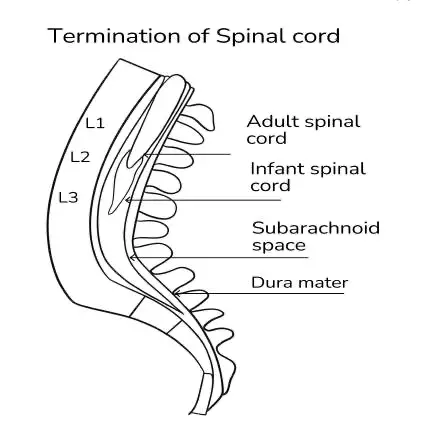 Termination of Spinal cord
L1
L2
L3
Adult spinal
cord
Infant spinal
cord
Subarachnoid
space
Dura mater